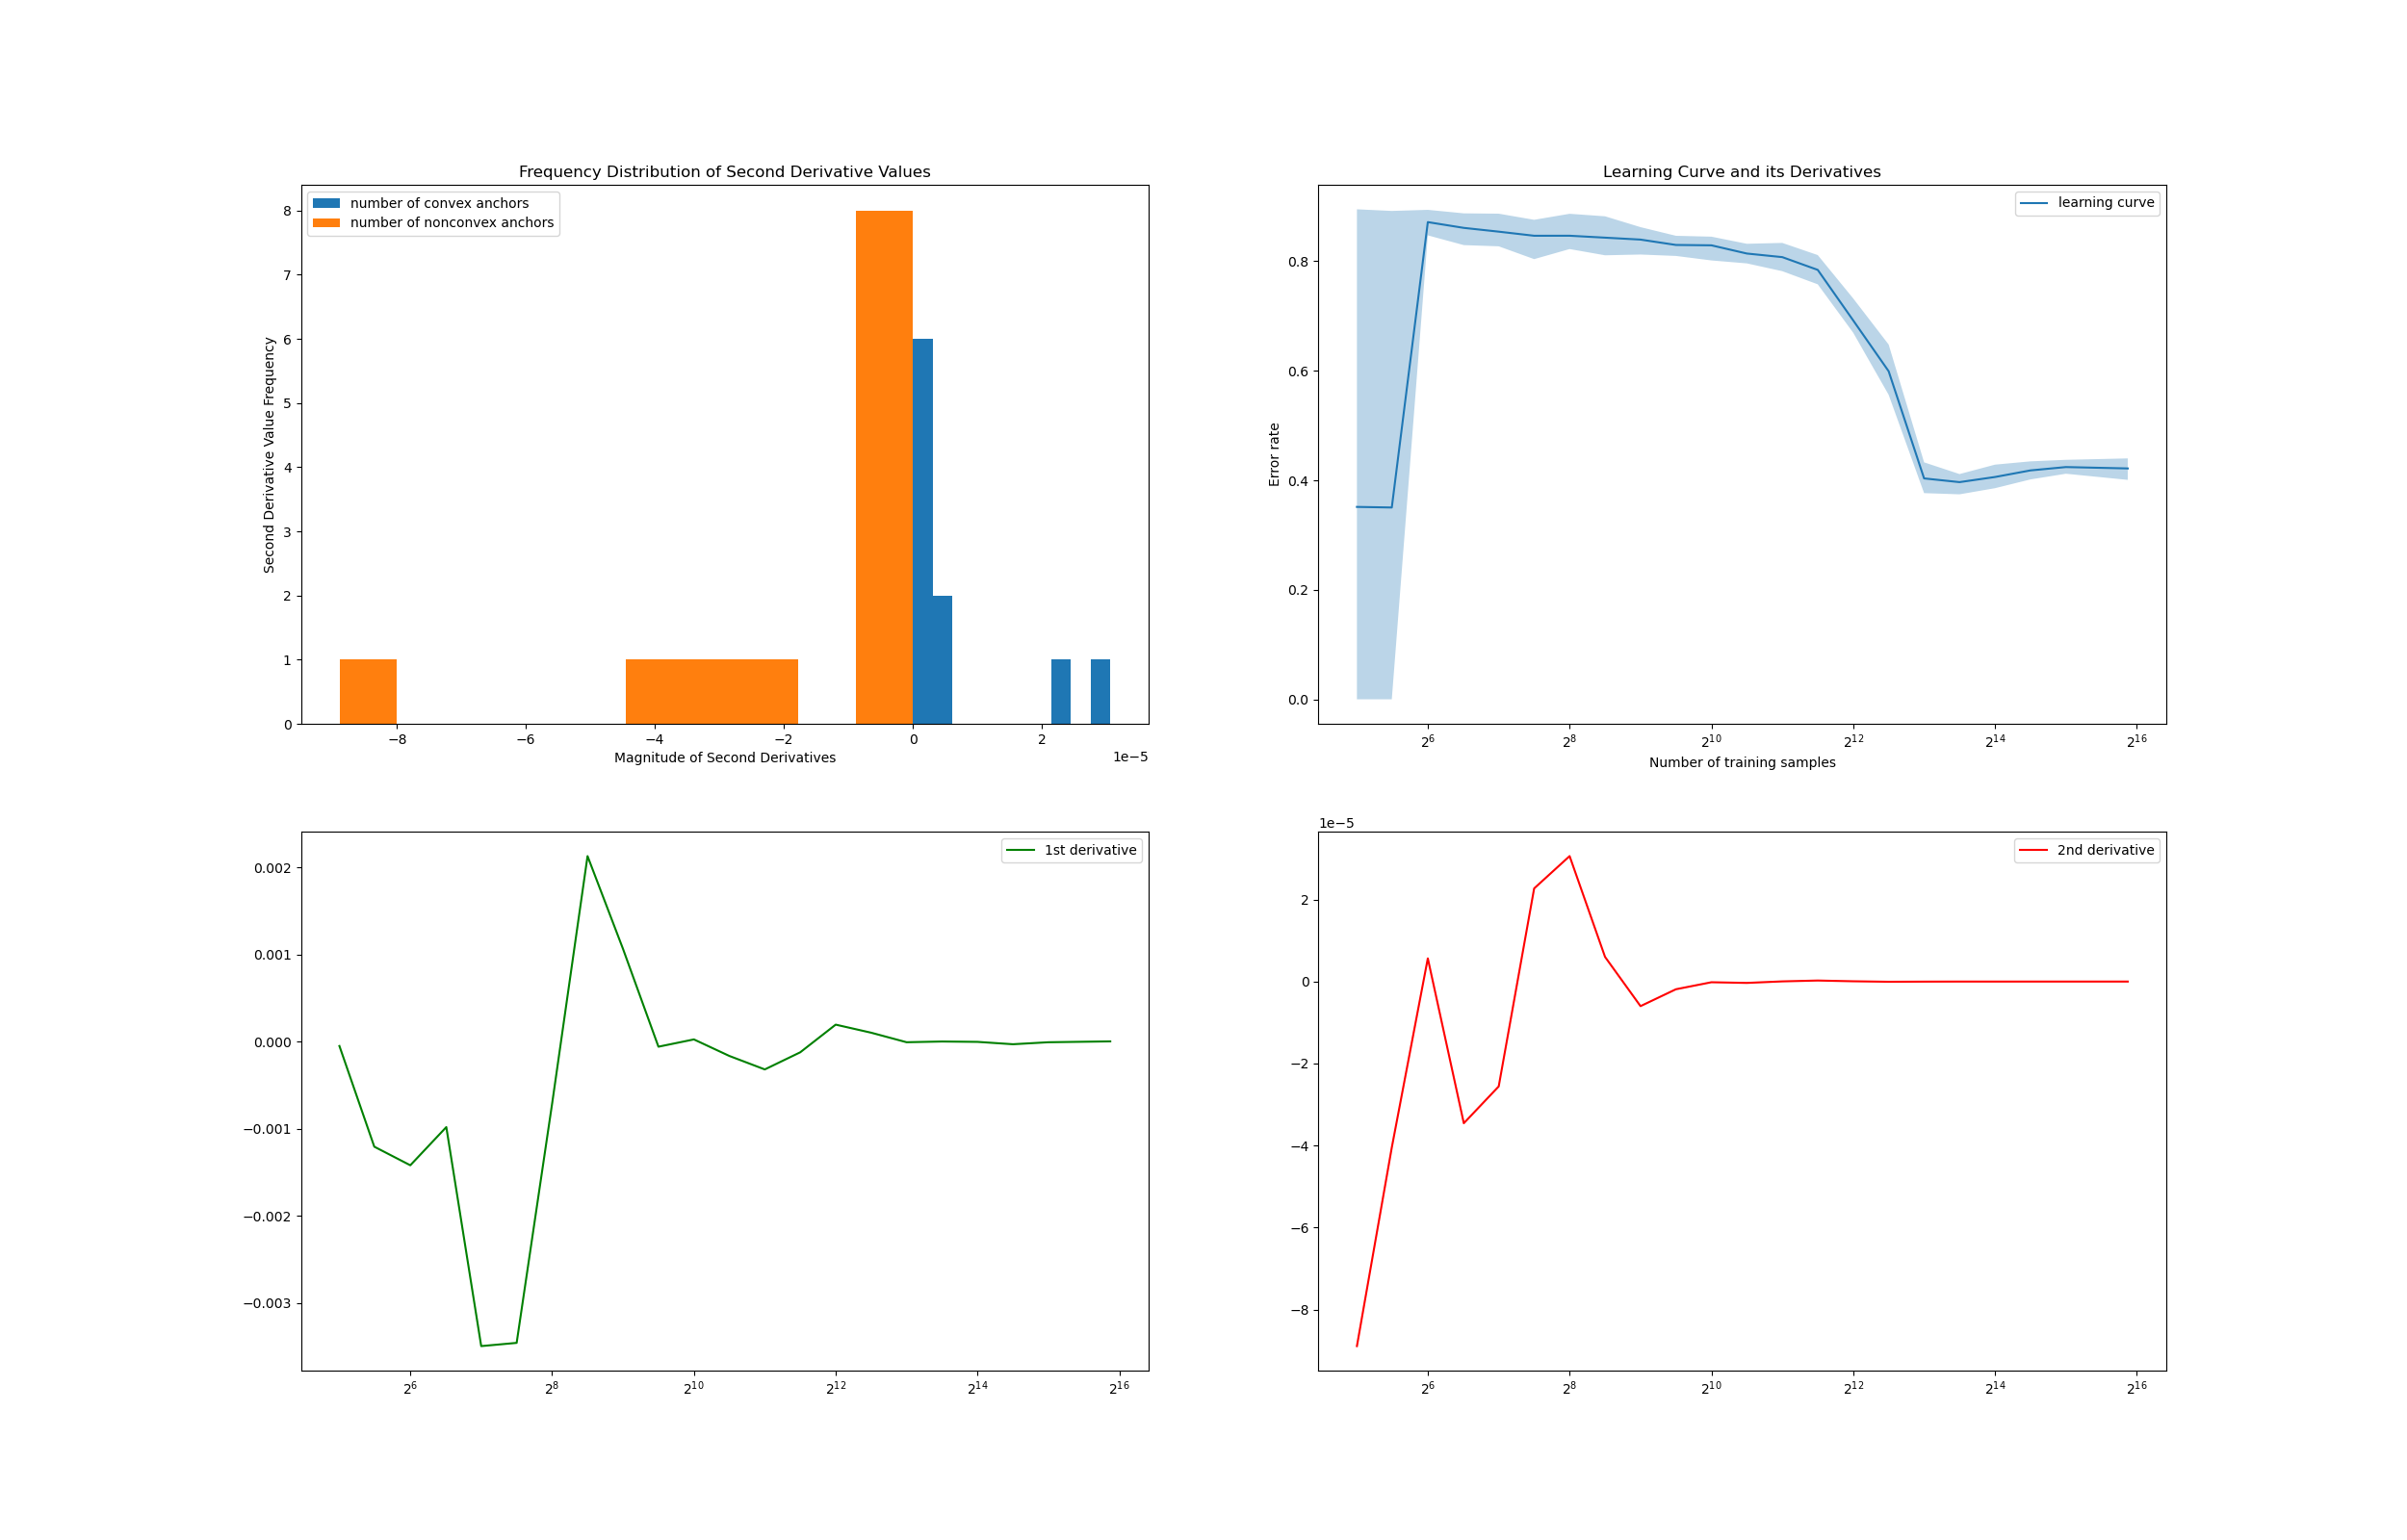 Frequency Distribution of Second Derivative Values
number of convex anchors
number of nonconvex anchors
Second Derivative Value Frequency
8
7
6
5
4
3
2
1
0
−8 −6 −4 −2 0 2
1e−5
Magnitude of Second Derivatives
Learning Curve and its Derivatives
learning curve
Error rate
0.8
0.6
0.4
0.2
0.0
2^6 2^8 2^10 2^12 2^14 2^16
Number of training samples
1st derivative
0.002
0.001
0.000
−0.001
−0.002
−0.003
2^6 2^8 2^10 2^12 2^14 2^16
1e−5
2nd derivative
2
0
−2
−4
−6
−8
2^6 2^8 2^10 2^12 2^14 2^16